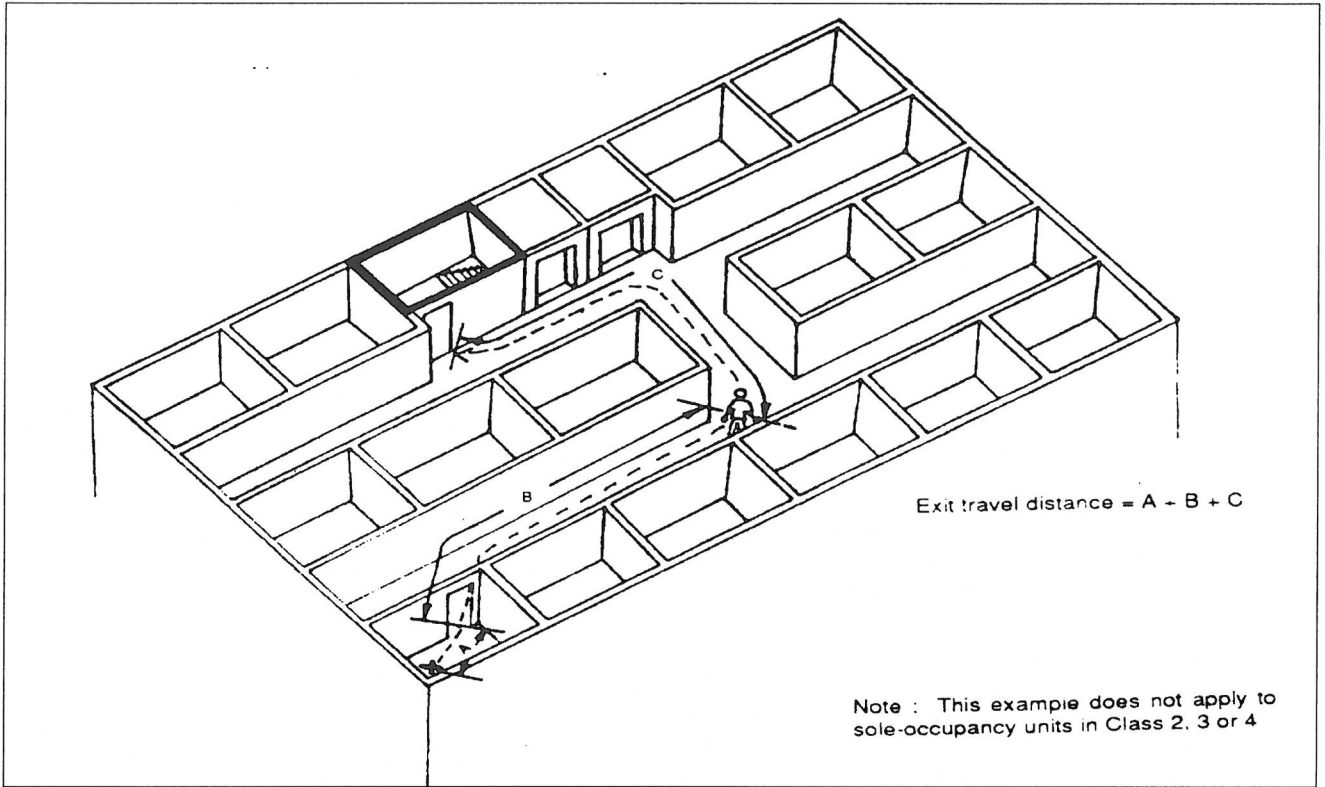 C
B
A
Exit travel distance = A + B + C
Note : This example does not apply to
sole-occupancy units in Class 2, 3 or 4